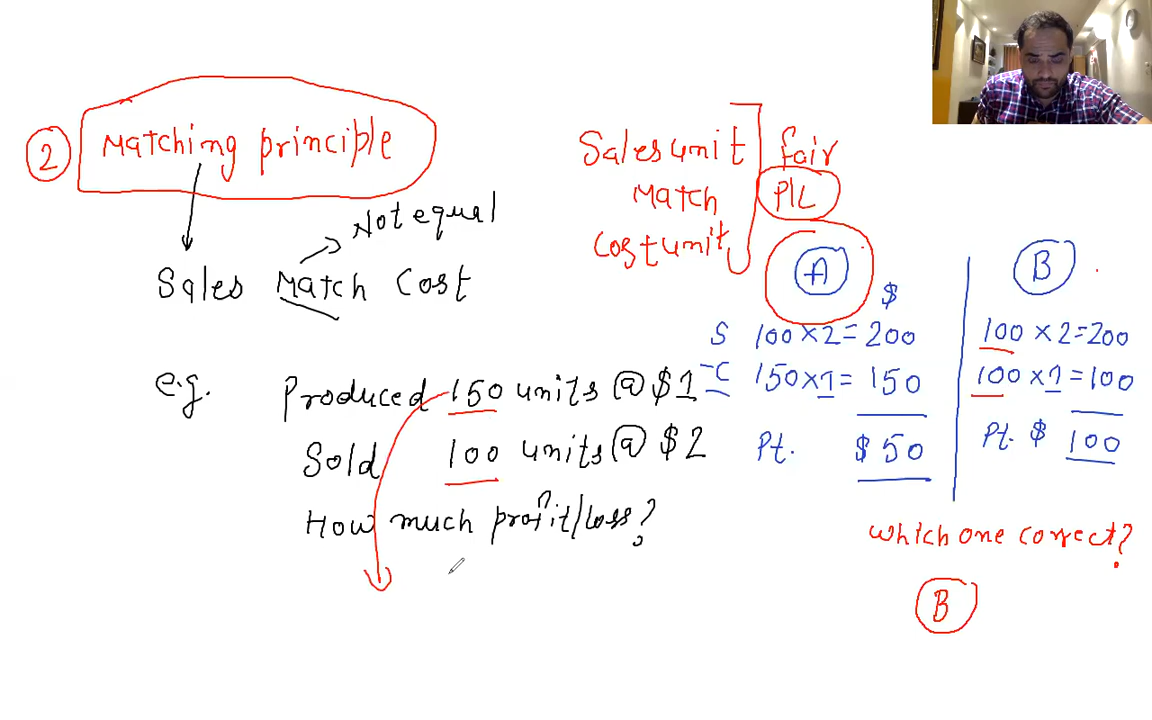 2 Matching principle
Not equal
Sales Match Cost
e.g. Produced 150 units @ $1
Sold 100 units @ $2
How much profit/loss?
Sales unit
Match
Cost unit
fair
P/L
A
$
S 100 × 2 = 200
-C 150 × 1 = 150
Pt. $ 50
B
100 × 2 = 200
100 × 1 = 100
Pt. $ 100
which one correct?
B